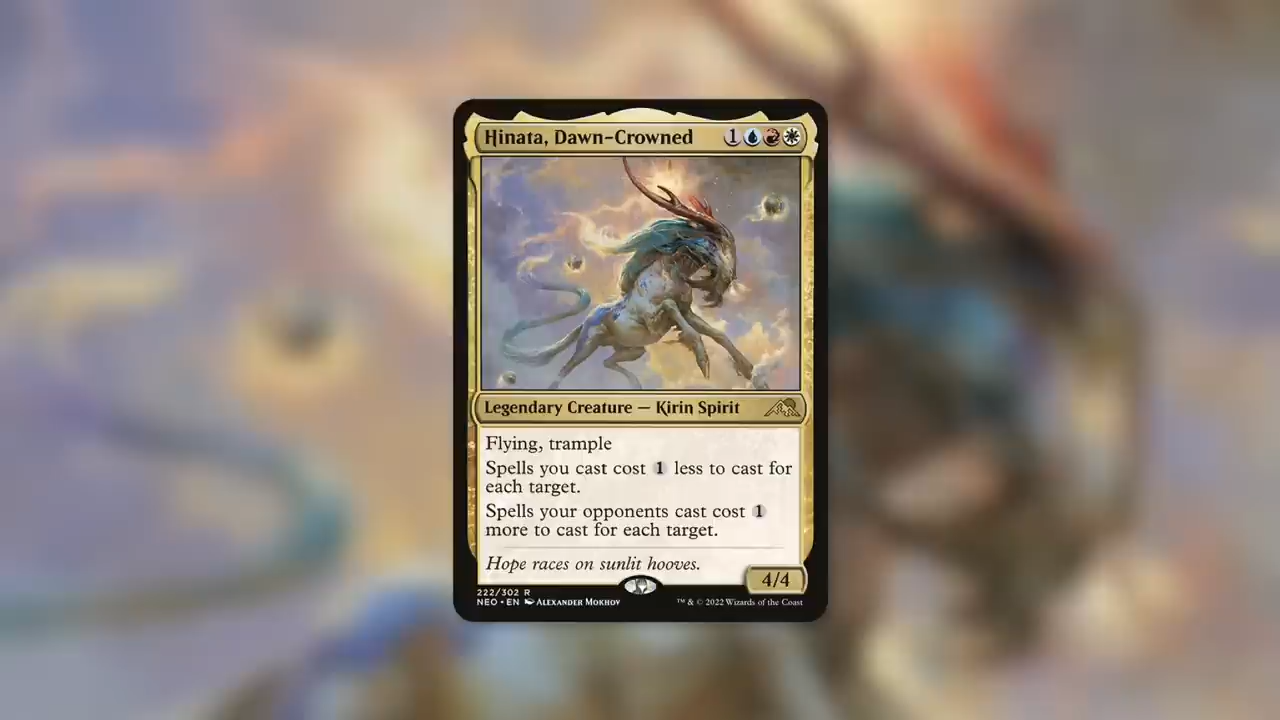 Hinata, Dawn-Crowned 1
Legendary Creature — Kirin Spirit
Flying, trample
Spells you cast cost 1 less to cast for
each target.
Spells your opponents cast cost 1
more to cast for each target.
Hope races on sunlit hooves.
4/4
222/302 R
NEO • EN Alexander Mokhov
™ & © 2022 Wizards of the Coast